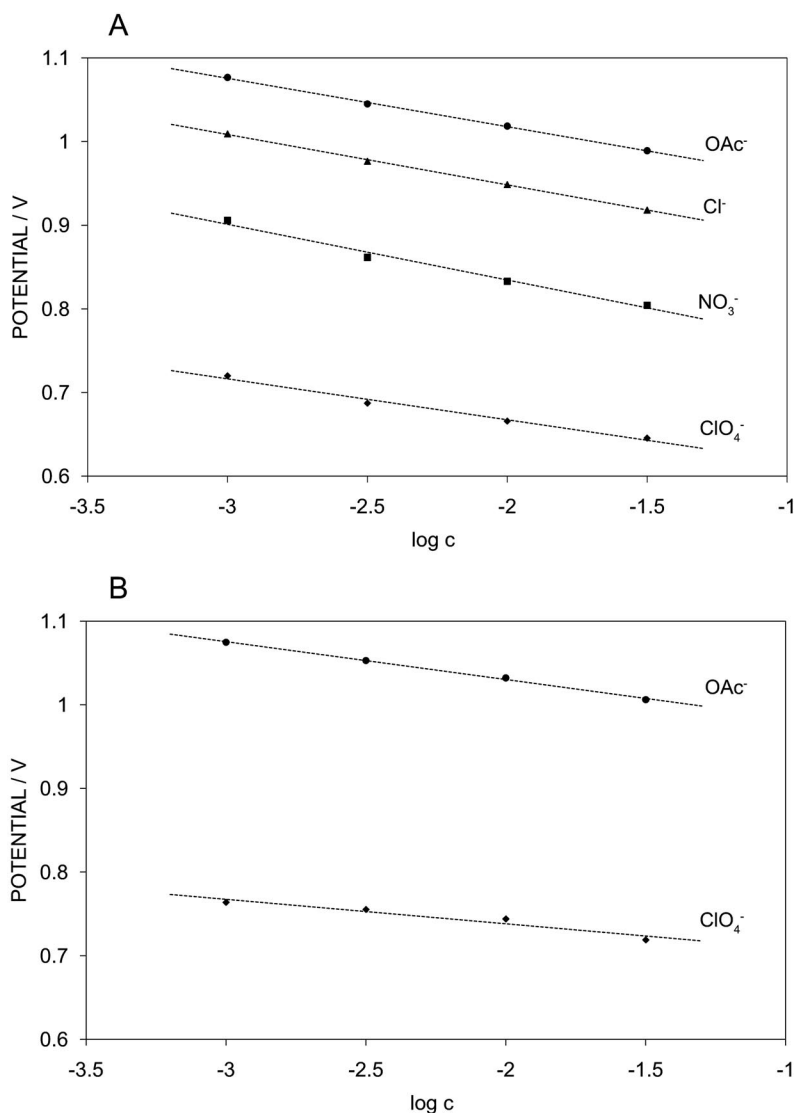 A
1.1
1
0.9
0.8
0.7
0.6
POTENTIAL / V
OAc⁻
Cl⁻
NO₃⁻
ClO₄⁻
-3.5 -3 -2.5 -2 -1.5 -1
log c
B
1.1
1
0.9
0.8
0.7
0.6
POTENTIAL / V
OAc⁻
ClO₄⁻
-3.5 -3 -2.5 -2 -1.5 -1
log c